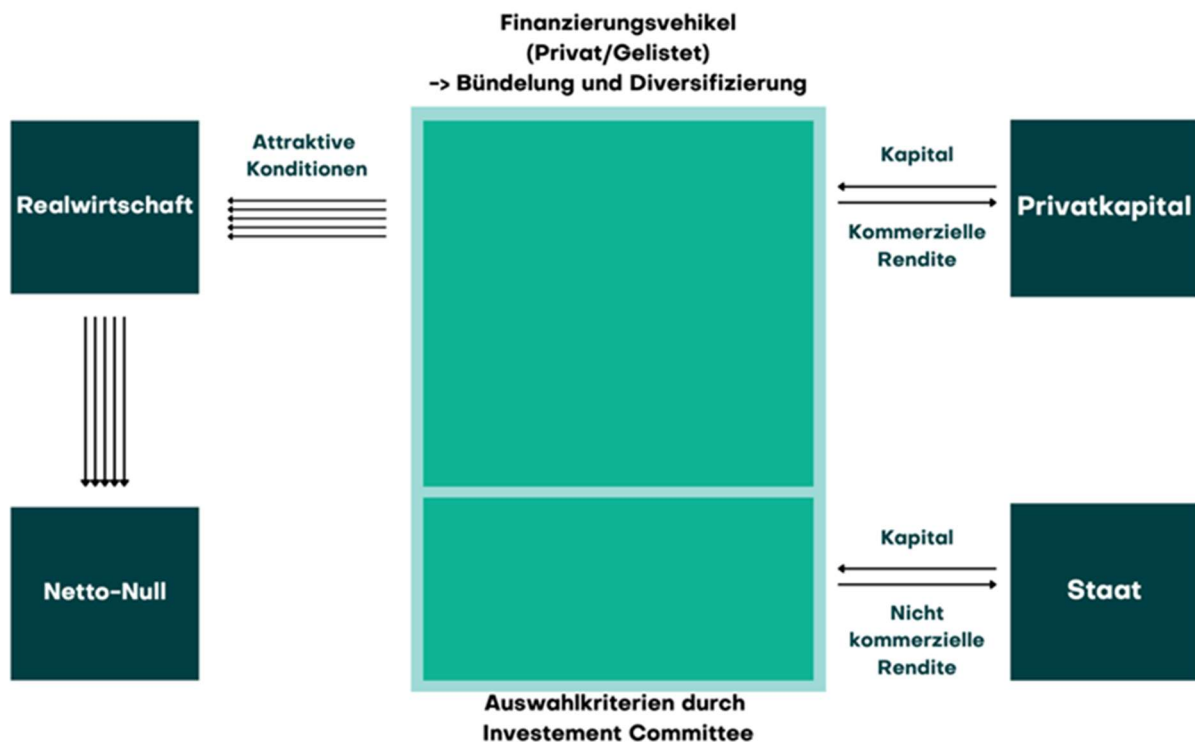 Finanzierungsvehikel
(Privat/Gelistet)
-> Bündelung und Diversifizierung
Realwirtschaft
Attraktive
Konditionen
Kapital
Kommerzielle
Rendite
Privatkapital
Netto-Null
Kapital
Nicht
kommerzielle
Rendite
Staat
Auswahlkriterien durch
Investement Committee